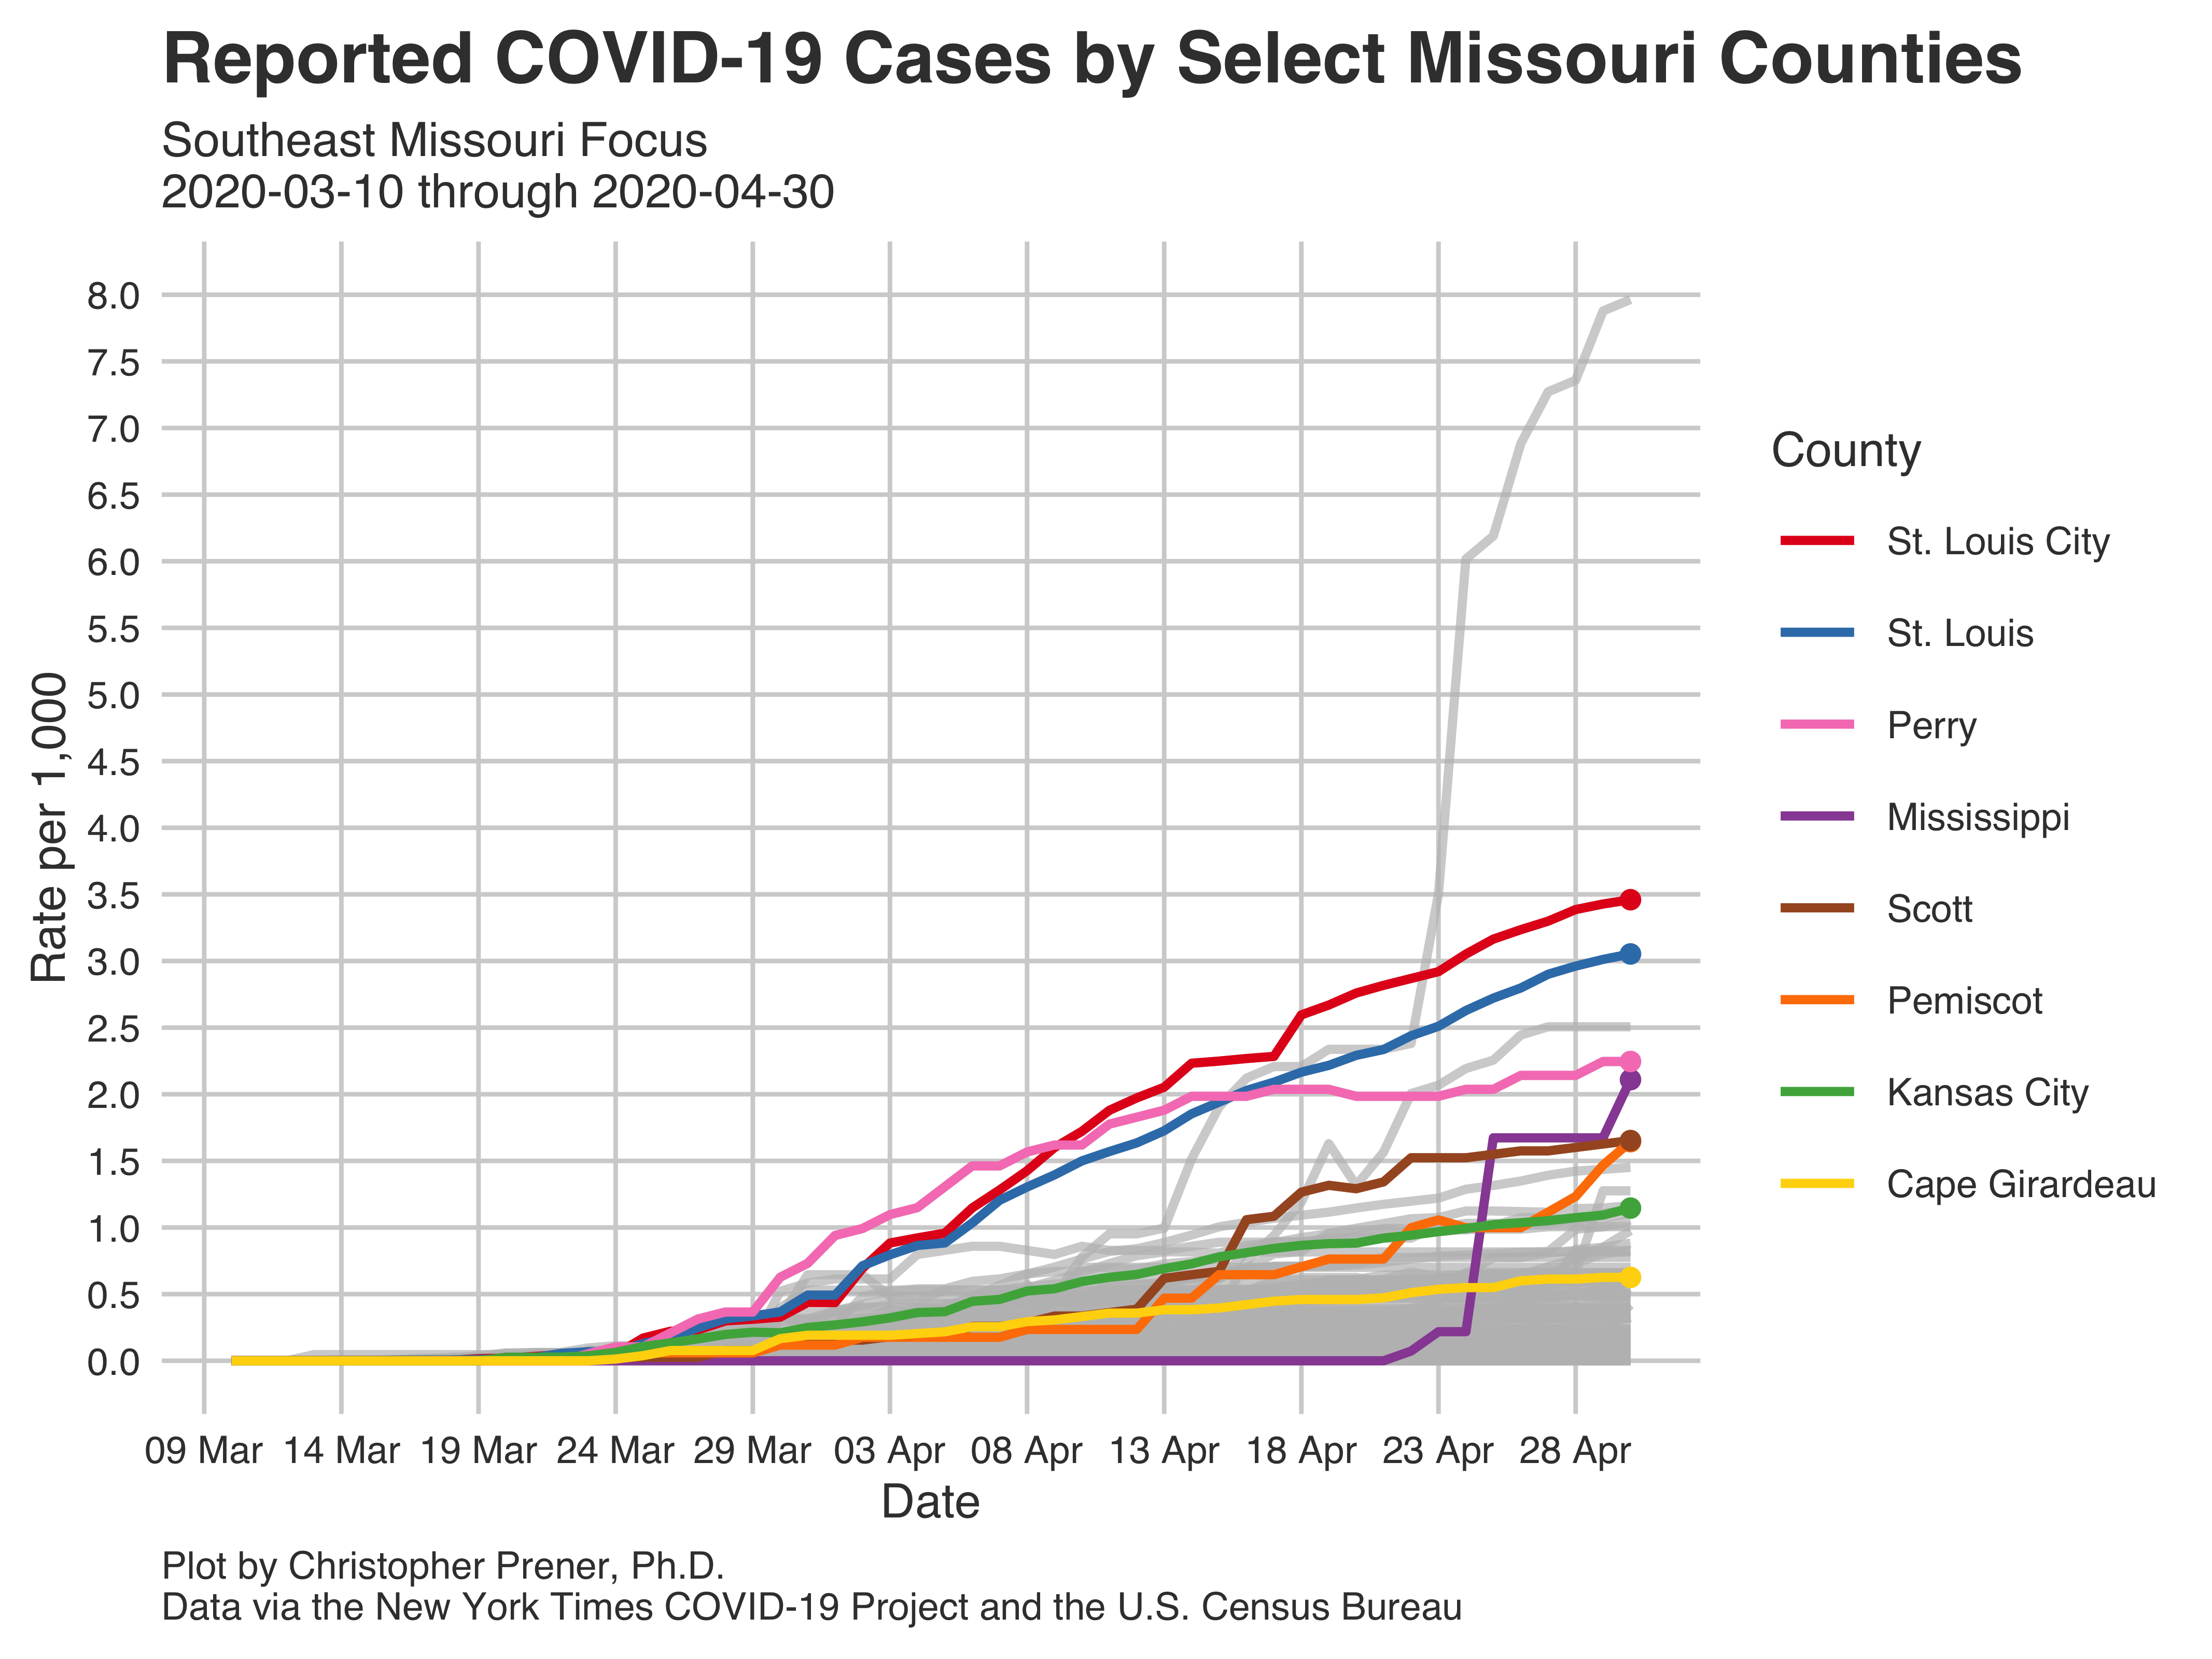 Reported COVID-19 Cases by Select Missouri Counties
Southeast Missouri Focus
2020-03-10 through 2020-04-30
8.0
7.5
7.0
6.5
6.0
5.5
5.0
4.5
4.0
3.5
3.0
2.5
2.0
1.5
1.0
0.5
0.0
Rate per 1,000
09 Mar 14 Mar 19 Mar 24 Mar 29 Mar 03 Apr 08 Apr 13 Apr 18 Apr 23 Apr 28 Apr
Date
County
St. Louis City
St. Louis
Perry
Mississippi
Scott
Pemiscot
Kansas City
Cape Girardeau
Plot by Christopher Prener, Ph.D.
Data via the New York Times COVID-19 Project and the U.S. Census Bureau